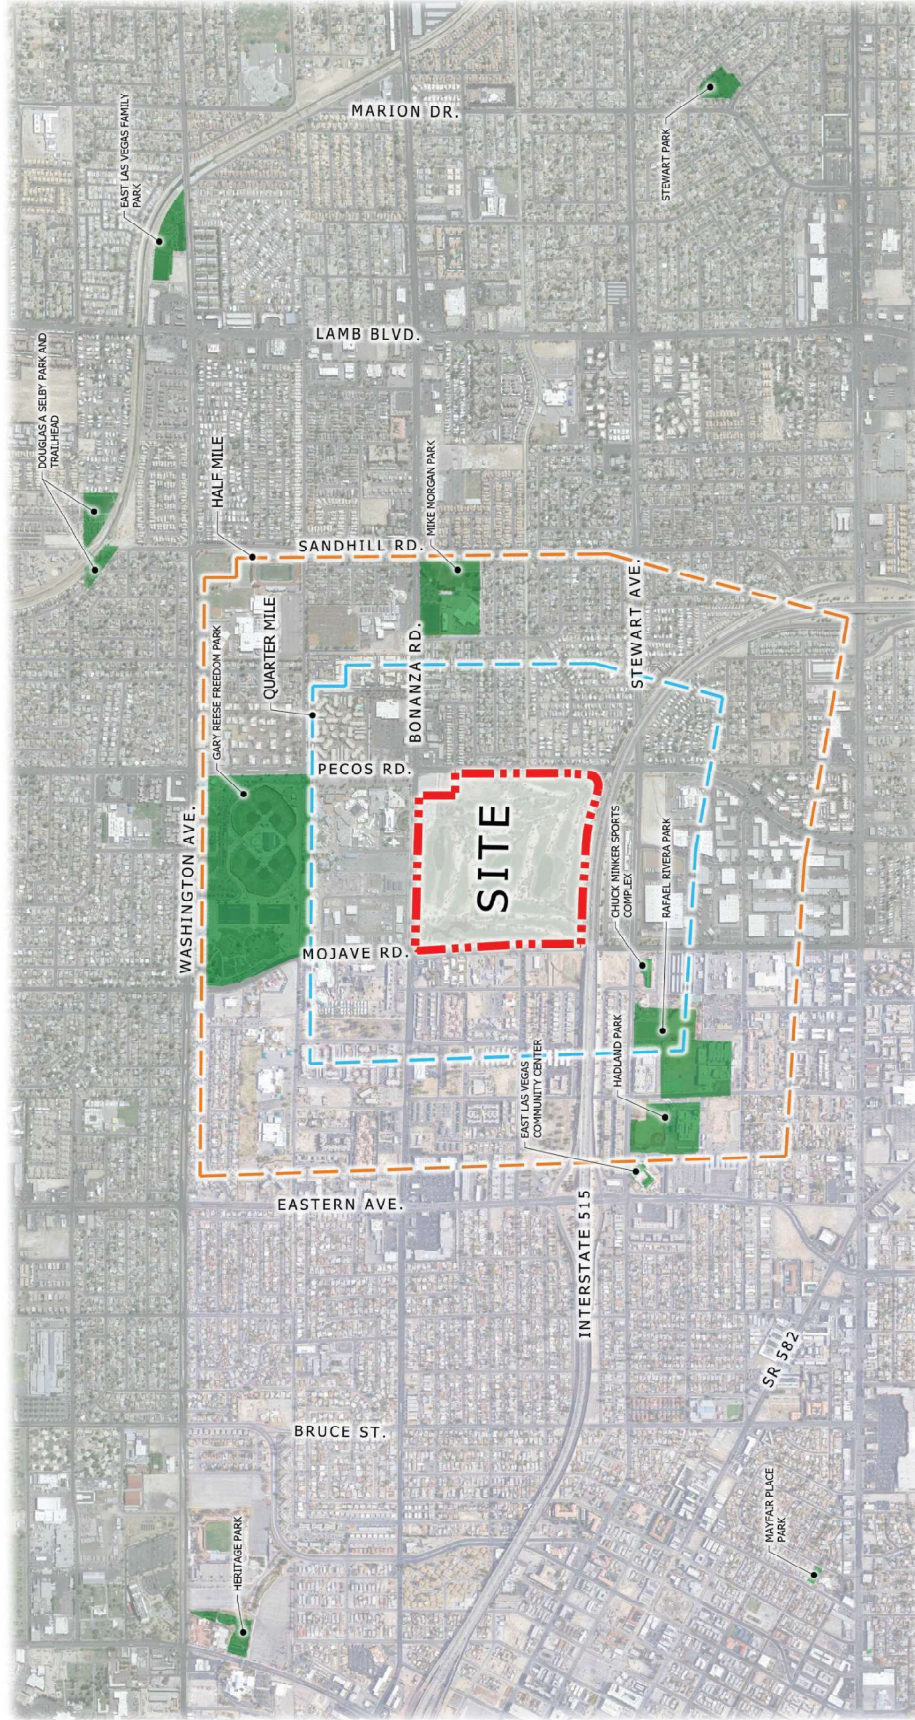 MARION DR.
STEWART PARK
EAST LAS VEGAS FAMILY
PARK
LAMB BLVD.
DOUGLAS A SELBY PARK AND
TRAILHEAD
HALF MILE
MIKE MORGAN PARK
SANDHILL RD.
STEWART AVE.
QUARTER MILE
GARY REESE FREEDOM PARK
BONANZA RD.
PECOS RD.
WASHINGTON AVE.
SITE
CHUCK MINKER SPORTS
COMPLEX
RAFAEL RIVERA PARK
MOJAVE RD.
HADLAND PARK
EAST LAS VEGAS
COMMUNITY CENTER
EASTERN AVE.
INTERSTATE 515
SR 582
BRUCE ST.
HERITAGE PARK
MAYFAIR PLACE
PARK